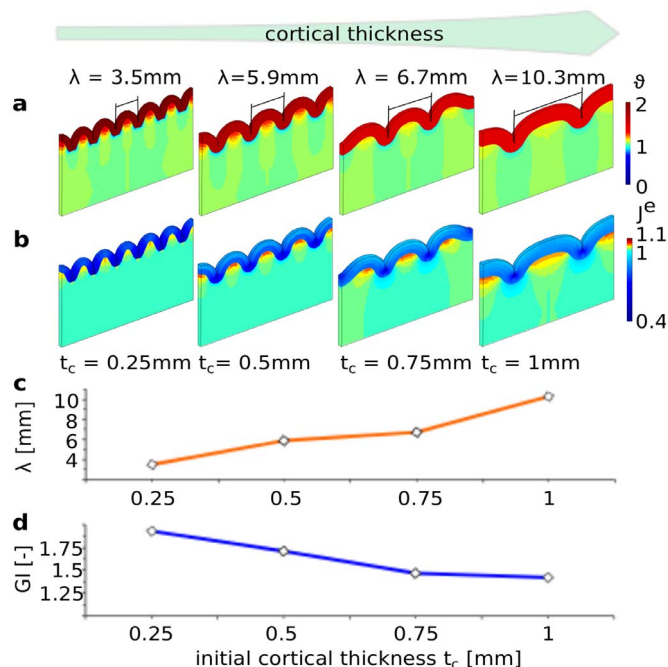 cortical thickness
λ = 3.5mm λ=5.9mm λ = 6.7mm λ=10.3mm ϑ
a
2
1
0
J^e
b
1.1
1
0.4
t_c = 0.25mm t_c= 0.5mm t_c = 0.75mm t_c = 1mm
c
λ [mm]
10
8
6
4
0.25 0.5 0.75 1
d
GI [-]
1.75
1.5
1.25
0.25 0.5 0.75 1
initial cortical thickness t_c [mm]